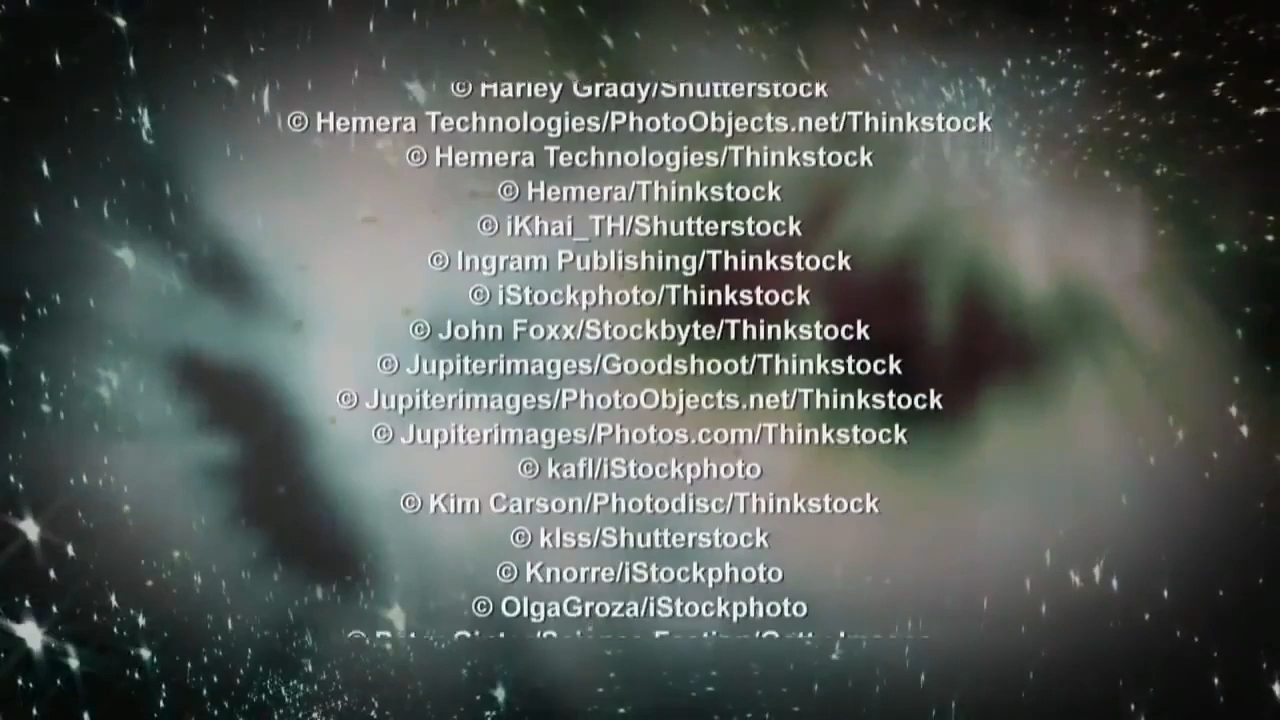 © Harley Grady/Shutterstock
© Hemera Technologies/PhotoObjects.net/Thinkstock
© Hemera Technologies/Thinkstock
© Hemera/Thinkstock
© iKhai_TH/Shutterstock
© Ingram Publishing/Thinkstock
© iStockphoto/Thinkstock
© John Foxx/Stockbyte/Thinkstock
© Jupiterimages/Goodshoot/Thinkstock
© Jupiterimages/PhotoObjects.net/Thinkstock
© Jupiterimages/Photos.com/Thinkstock
© kafl/iStockphoto
© Kim Carson/Photodisc/Thinkstock
© klss/Shutterstock
© Knorre/iStockphoto
© OlgaGroza/iStockphoto